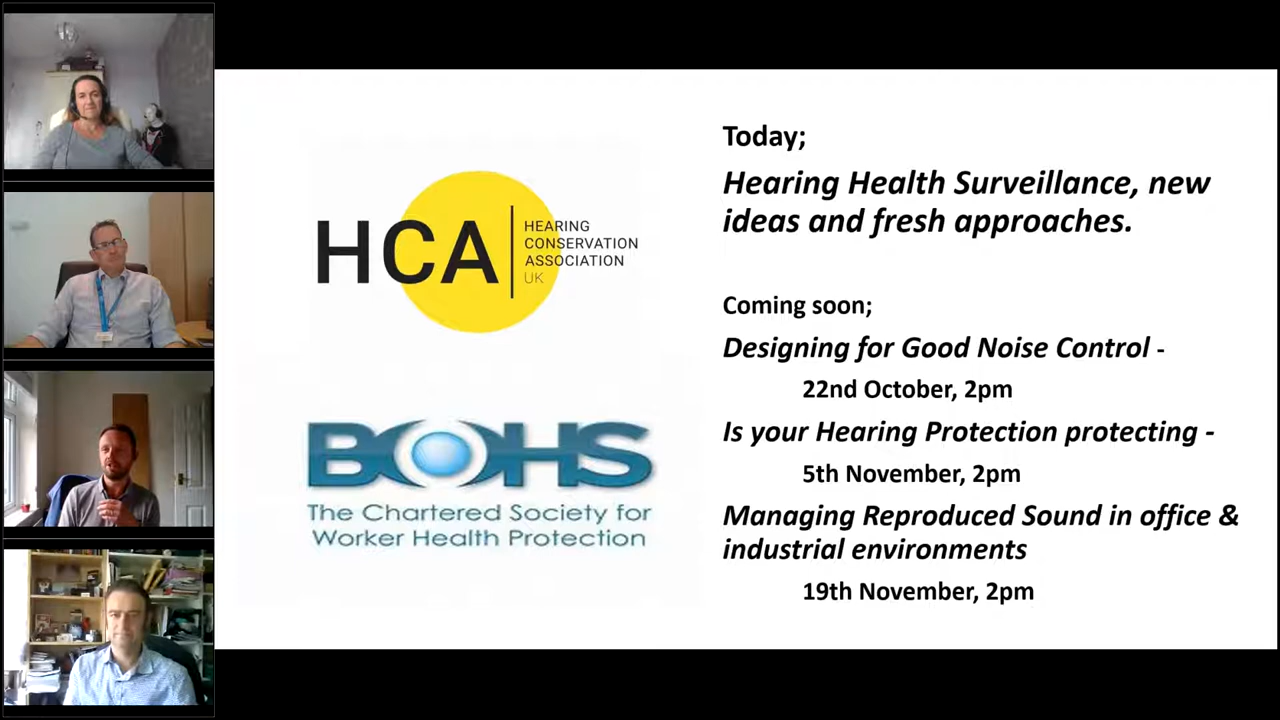 HCA
HEARING
CONSERVATION
ASSOCIATION
UK
BOHS
The Chartered Society for
Worker Health Protection
Today;
Hearing Health Surveillance, new
ideas and fresh approaches.
Coming soon;
Designing for Good Noise Control -
22nd October, 2pm
Is your Hearing Protection protecting -
5th November, 2pm
Managing Reproduced Sound in office &
industrial environments
19th November, 2pm